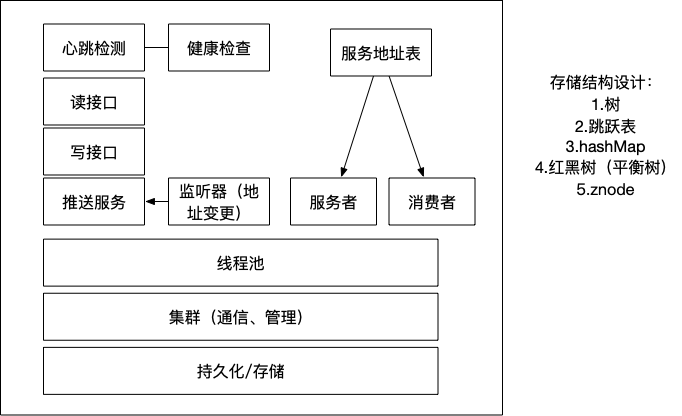 心跳检测
健康检查
服务地址表
读接口
写接口
推送服务
监听器（地
址变更）
服务者
消费者
线程池
集群（通信、管理）
持久化/存储
存储结构设计：
1.树
2.跳跃表
3.hashMap
4.红黑树（平衡树）
5.znode